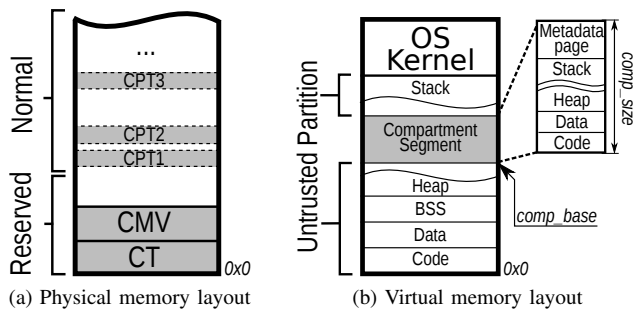 Normal
Reserved
...
CPT3
CPT2
CPT1
CMV
CT
0x0
(a) Physical memory layout
Untrusted Partition
OS
Kernel
Stack
Compartment
Segment
Heap
BSS
Data
Code
0x0
comp_base
Metadata
page
Stack
Heap
Data
Code
comp_size
(b) Virtual memory layout